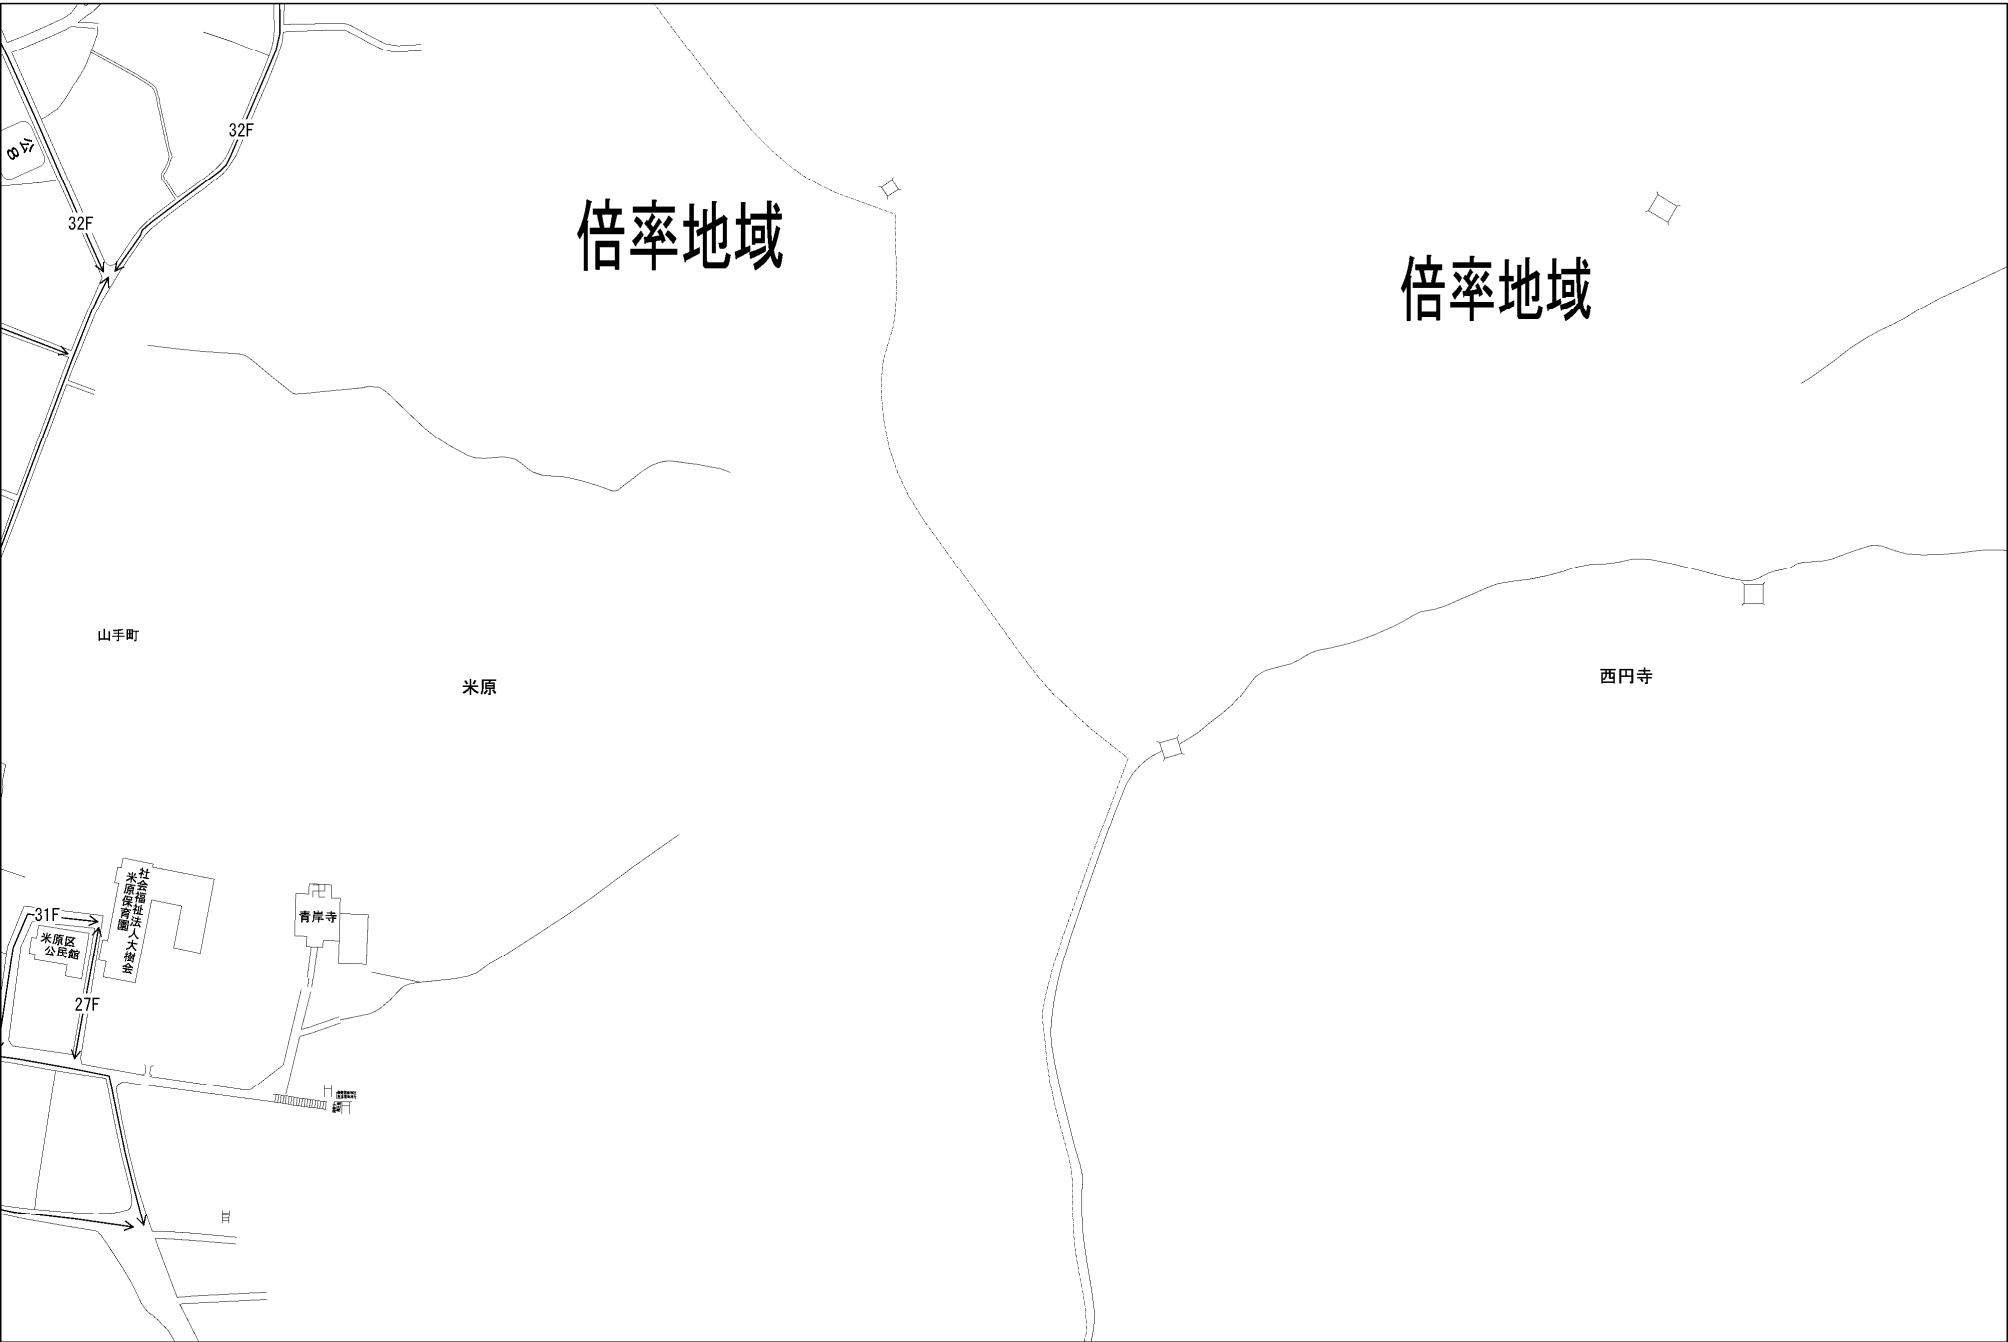 32F
公8
32F
倍率地域
倍率地域
山手町
米原
西円寺
社会福祉法人大樹会
米原保育園
31F
米原区
公民館
青岸寺
27F